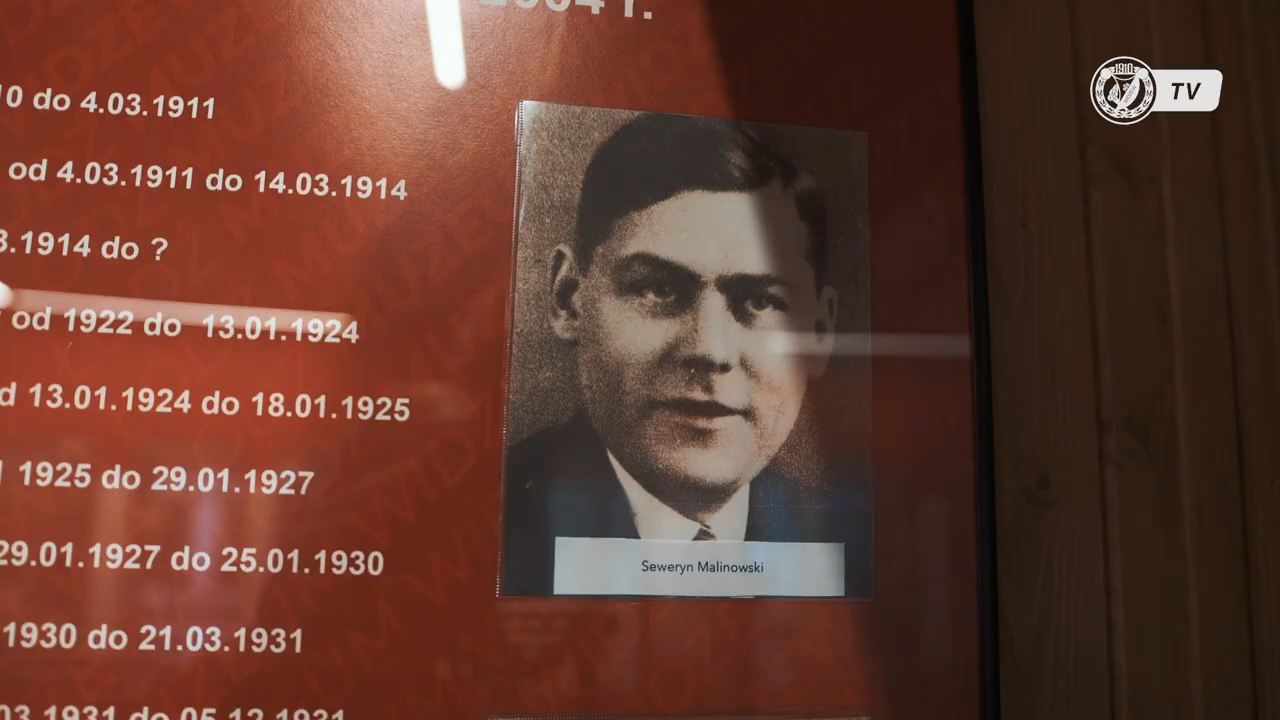 do 4.03.1911
od 4.03.1911 do 14.03.1914
.1914 do ?
od 1922 do 13.01.1924
13.01.1924 do 18.01.1925
1925 do 29.01.1927
29.01.1927 do 25.01.1930
1930 do 21.03.1931
1910
TV
Seweryn Malinowski